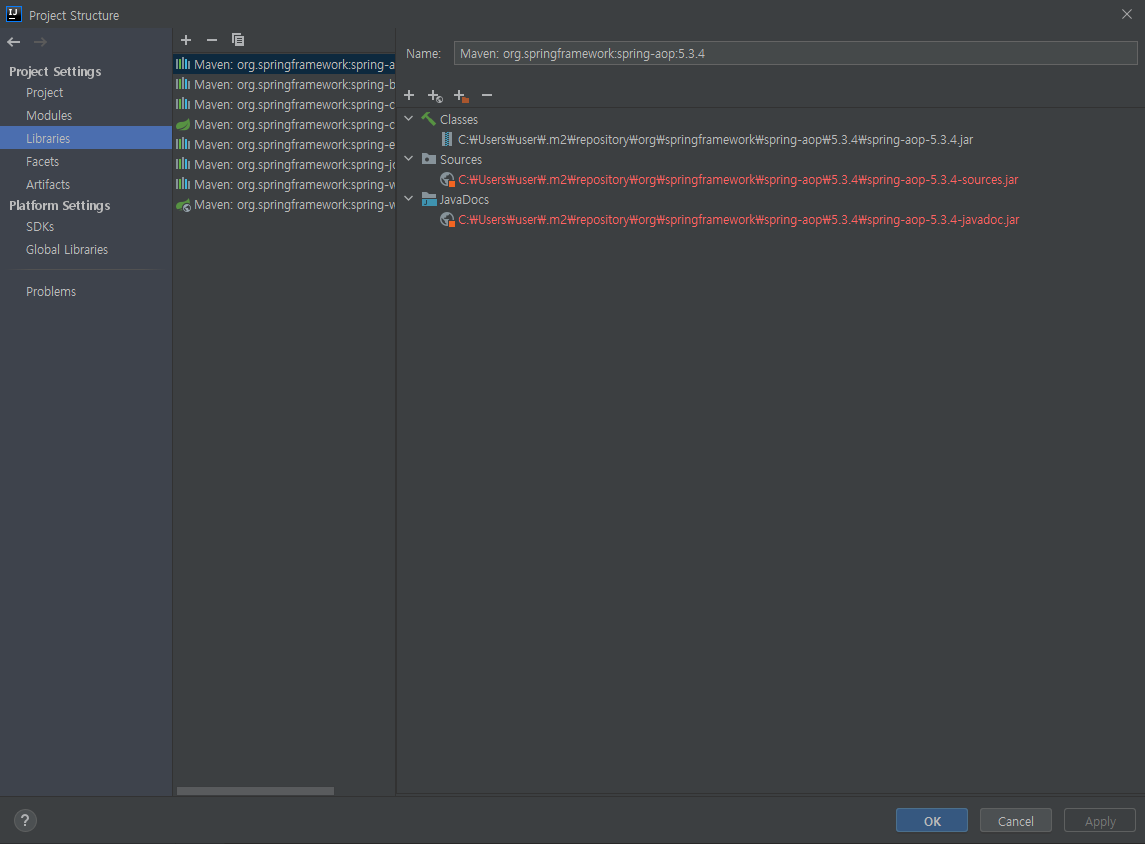 Project Structure
Project Settings
Project
Modules
Libraries
Facets
Artifacts
Platform Settings
SDKs
Global Libraries
Problems
Maven: org.springframework:spring-a
Maven: org.springframework:spring-b
Maven: org.springframework:spring-c
Maven: org.springframework:spring-c
Maven: org.springframework:spring-e
Maven: org.springframework:spring-jc
Maven: org.springframework:spring-w
Maven: org.springframework:spring-w
Name: Maven: org.springframework:spring-aop:5.3.4
Classes
C:₩Users₩user₩.m2₩repository₩org₩springframework₩spring-aop₩5.3.4₩spring-aop-5.3.4.jar
Sources
C:₩Users₩user₩.m2₩repository₩org₩springframework₩spring-aop₩5.3.4₩spring-aop-5.3.4-sources.jar
JavaDocs
C:₩Users₩user₩.m2₩repository₩org₩springframework₩spring-aop₩5.3.4₩spring-aop-5.3.4-javadoc.jar
?
OK
Cancel
Apply